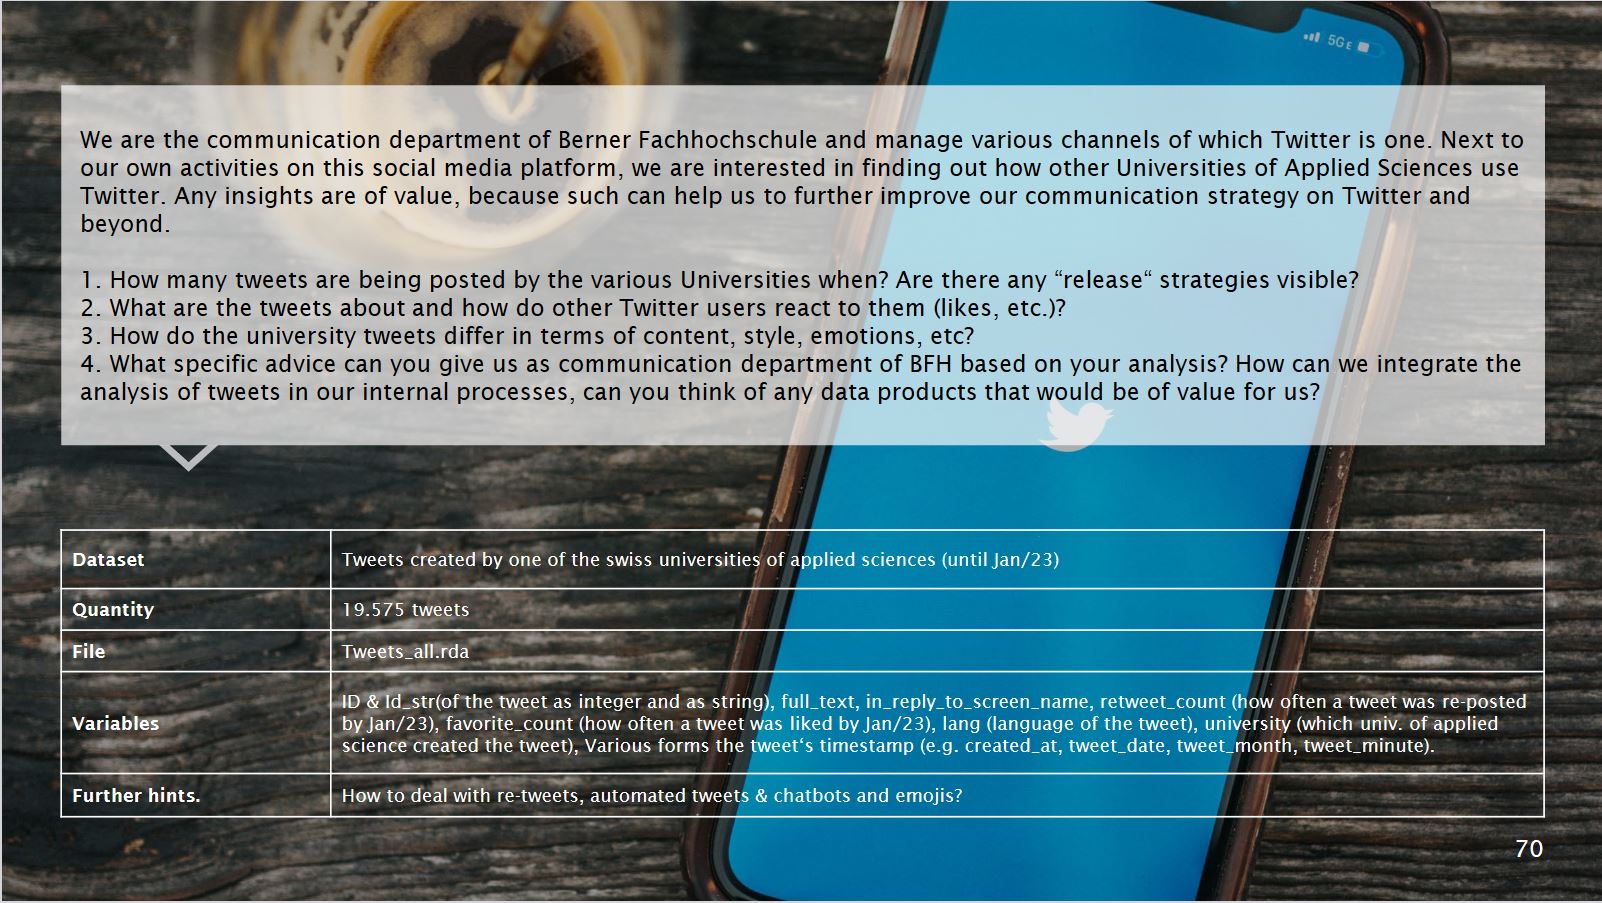 5GE
We are the communication department of Berner Fachhochschule and manage various channels of which Twitter is one. Next to
our own activities on this social media platform, we are interested in finding out how other Universities of Applied Sciences use
Twitter. Any insights are of value, because such can help us to further improve our communication strategy on Twitter and
beyond.
1. How many tweets are being posted by the various Universities when? Are there any “release“ strategies visible?
2. What are the tweets about and how do other Twitter users react to them (likes, etc.)?
3. How do the university tweets differ in terms of content, style, emotions, etc?
4. What specific advice can you give us as communication department of BFH based on your analysis? How can we integrate the
analysis of tweets in our internal processes, can you think of any data products that would be of value for us?
Dataset Tweets created by one of the swiss universities of applied sciences (until Jan/23)
Quantity 19.575 tweets
File Tweets_all.rda
Variables ID & Id_str(of the tweet as integer and as string), full_text, in_reply_to_screen_name, retweet_count (how often a tweet was re-posted
by Jan/23), favorite_count (how often a tweet was liked by Jan/23), lang (language of the tweet), university (which univ. of applied
science created the tweet), Various forms the tweet‘s timestamp (e.g. created_at, tweet_date, tweet_month, tweet_minute).
Further hints. How to deal with re-tweets, automated tweets & chatbots and emojis?
70